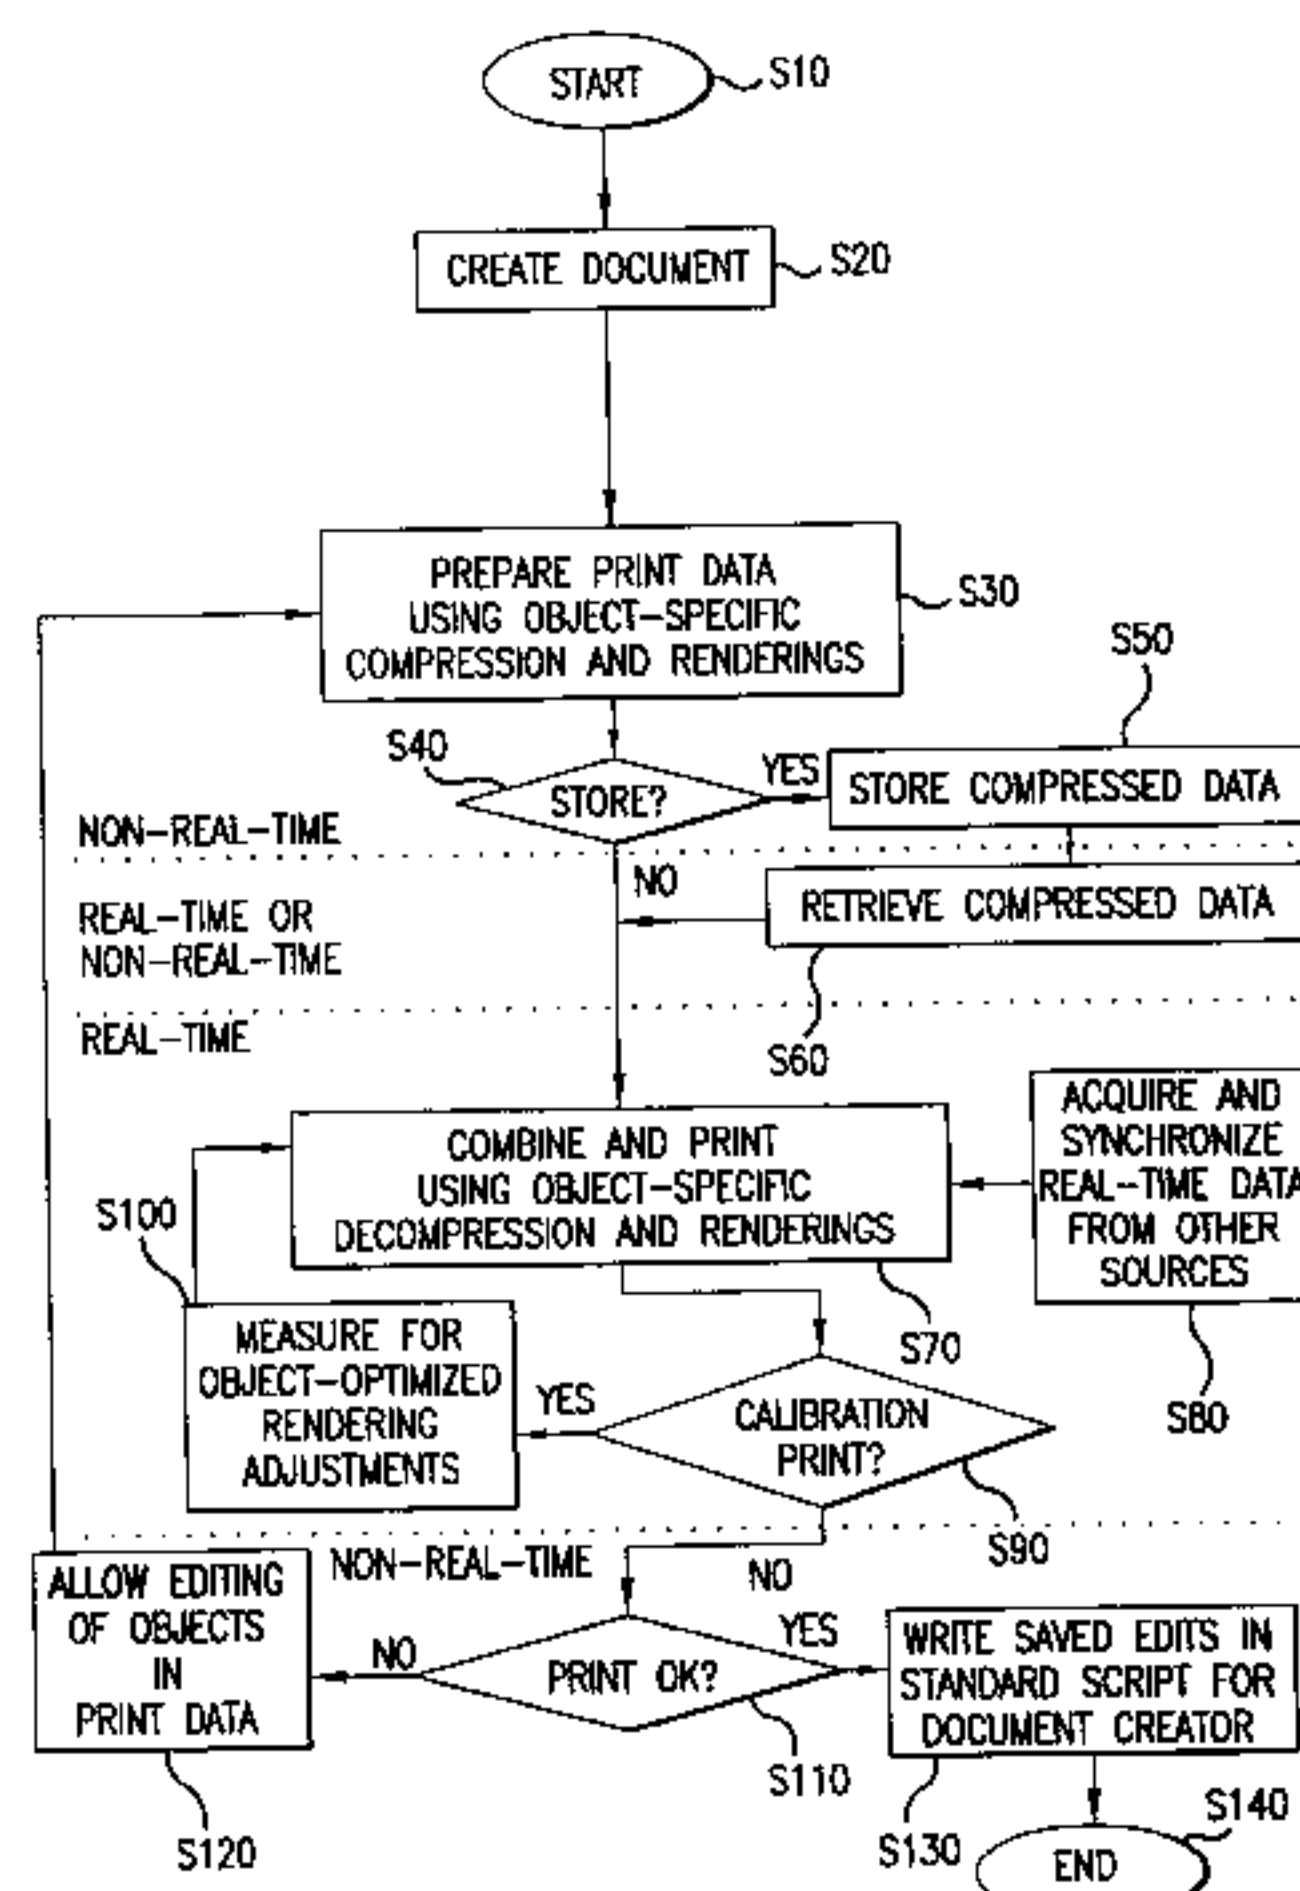 START
S10
CREATE DOCUMENT
S20
PREPARE PRINT DATA
USING OBJECT-SPECIFIC
COMPRESSION AND RENDERINGS
S30
S40
STORE?
YES
S50
STORE COMPRESSED DATA
NON-REAL-TIME
NO
RETRIEVE COMPRESSED DATA
REAL-TIME OR
NON-REAL-TIME
REAL-TIME
S60
COMBINE AND PRINT
USING OBJECT-SPECIFIC
DECOMPRESSION AND RENDERINGS
ACQUIRE AND
SYNCHRONIZE
REAL-TIME DATA
FROM OTHER
SOURCES
S100
S70
S80
MEASURE FOR
OBJECT-OPTIMIZED
RENDERING
ADJUSTMENTS
YES
CALIBRATION
PRINT?
S90
NON-REAL-TIME
NO
ALLOW EDITING
OF OBJECTS
IN
PRINT DATA
NO
PRINT OK?
YES
WRITE SAVED EDITS IN
STANDARD SCRIPT FOR
DOCUMENT CREATOR
S110
S120
S130
S140
END